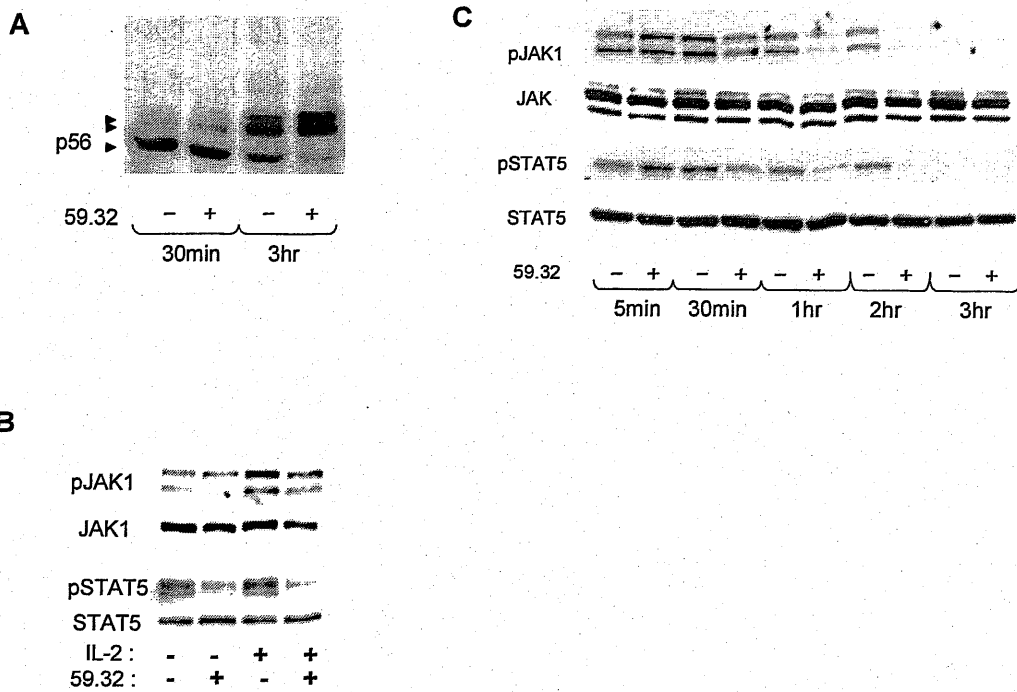 A
p56
59.32 – + – +
30min 3hr
B
pJAK1
JAK1
pSTAT5
STAT5
IL-2 : - - + +
59.32 : - + - +
C
pJAK1
JAK
pSTAT5
STAT5
59.32 – + – + – + – + – +
5min 30min 1hr 2hr 3hr